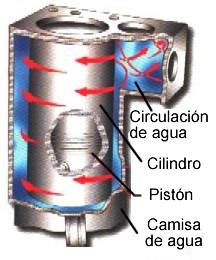 Circulación
de agua
Cilindro
Pistón
Camisa
de agua